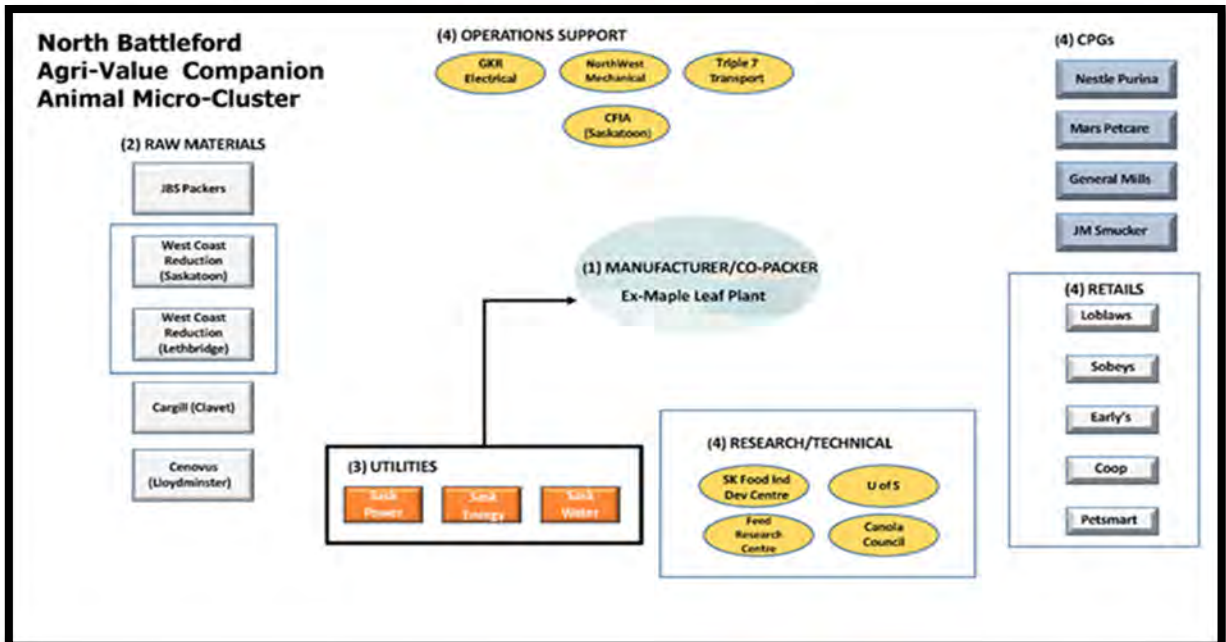 North Battleford
Agri-Value Companion
Animal Micro-Cluster
(4) OPERATIONS SUPPORT
GKR
Electrical
NorthWest
Mechanical
Triple 7
Transport
CFIA
(Saskatoon)
(4) CPGs
Nestle Purina
Mars Petcare
General Mills
JM Smucker
(2) RAW MATERIALS
JBS Packers
West Coast
Reduction
(Saskatoon)
West Coast
Reduction
(Lethbridge)
Cargill (Clavet)
Cenovus
(Lloydminster)
(1) MANUFACTURER/CO-PACKER
Ex-Maple Leaf Plant
(4) RETAILS
Loblaws
Sobeys
Early's
Coop
Petsmart
(3) UTILITIES
Sask
Power
Sask
Energy
Sask
Water
(4) RESEARCH/TECHNICAL
SK Food Ind
Dev Centre
U of S
Feed
Research
Centre
Canola
Council